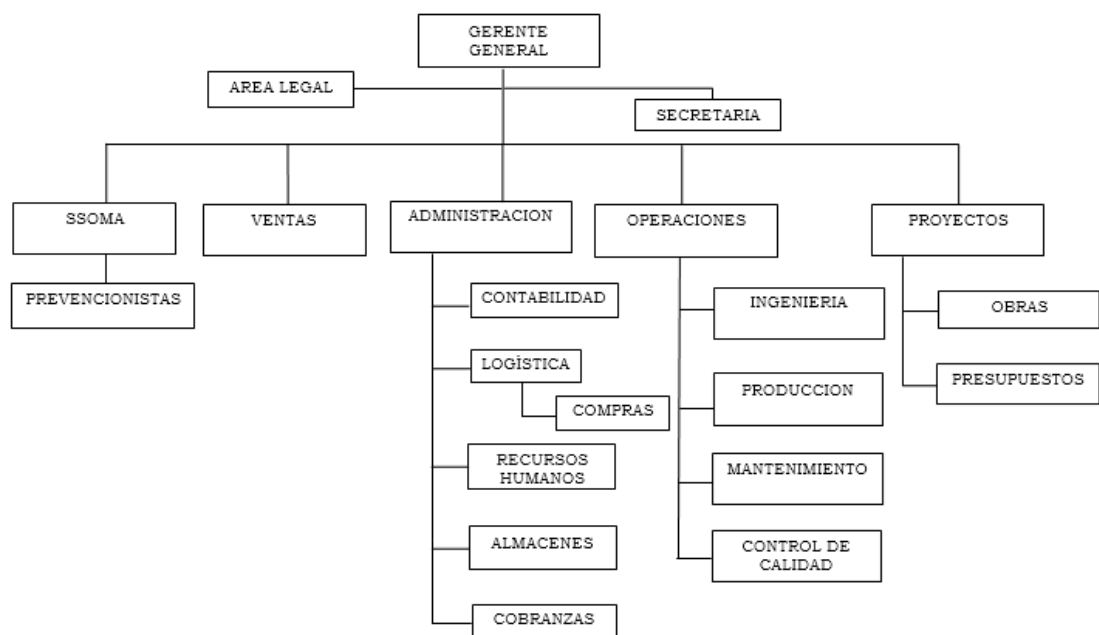 GERENTE
GENERAL
AREA LEGAL
SECRETARIA
SSOMA
VENTAS
ADMINISTRACION
OPERACIONES
PROYECTOS
PREVENCIONISTAS
CONTABILIDAD
LOGÍSTICA
COMPRAS
RECURSOS
HUMANOS
ALMACENES
COBRANZAS
INGENIERIA
PRODUCCION
MANTENIMIENTO
CONTROL DE
CALIDAD
OBRAS
PRESUPUESTOS